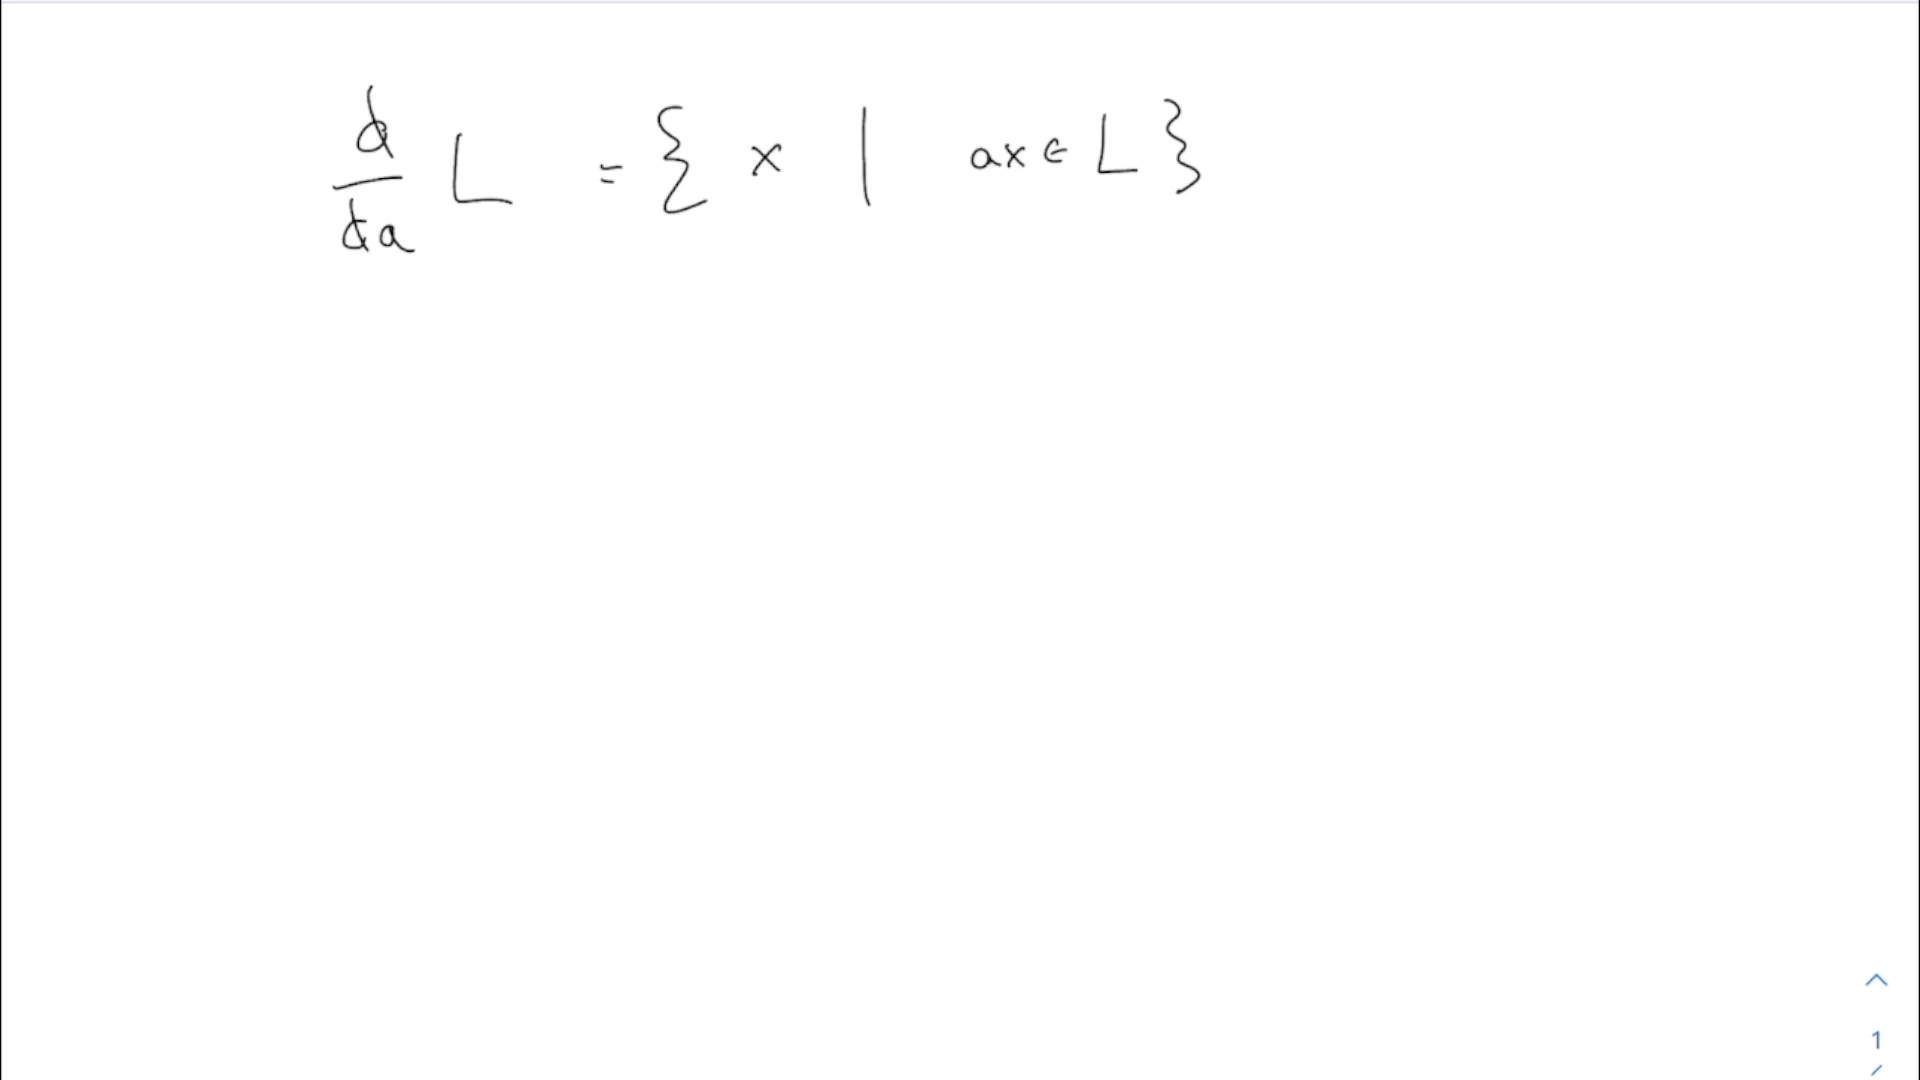 d/da L = { x | ax ∈ L }
1